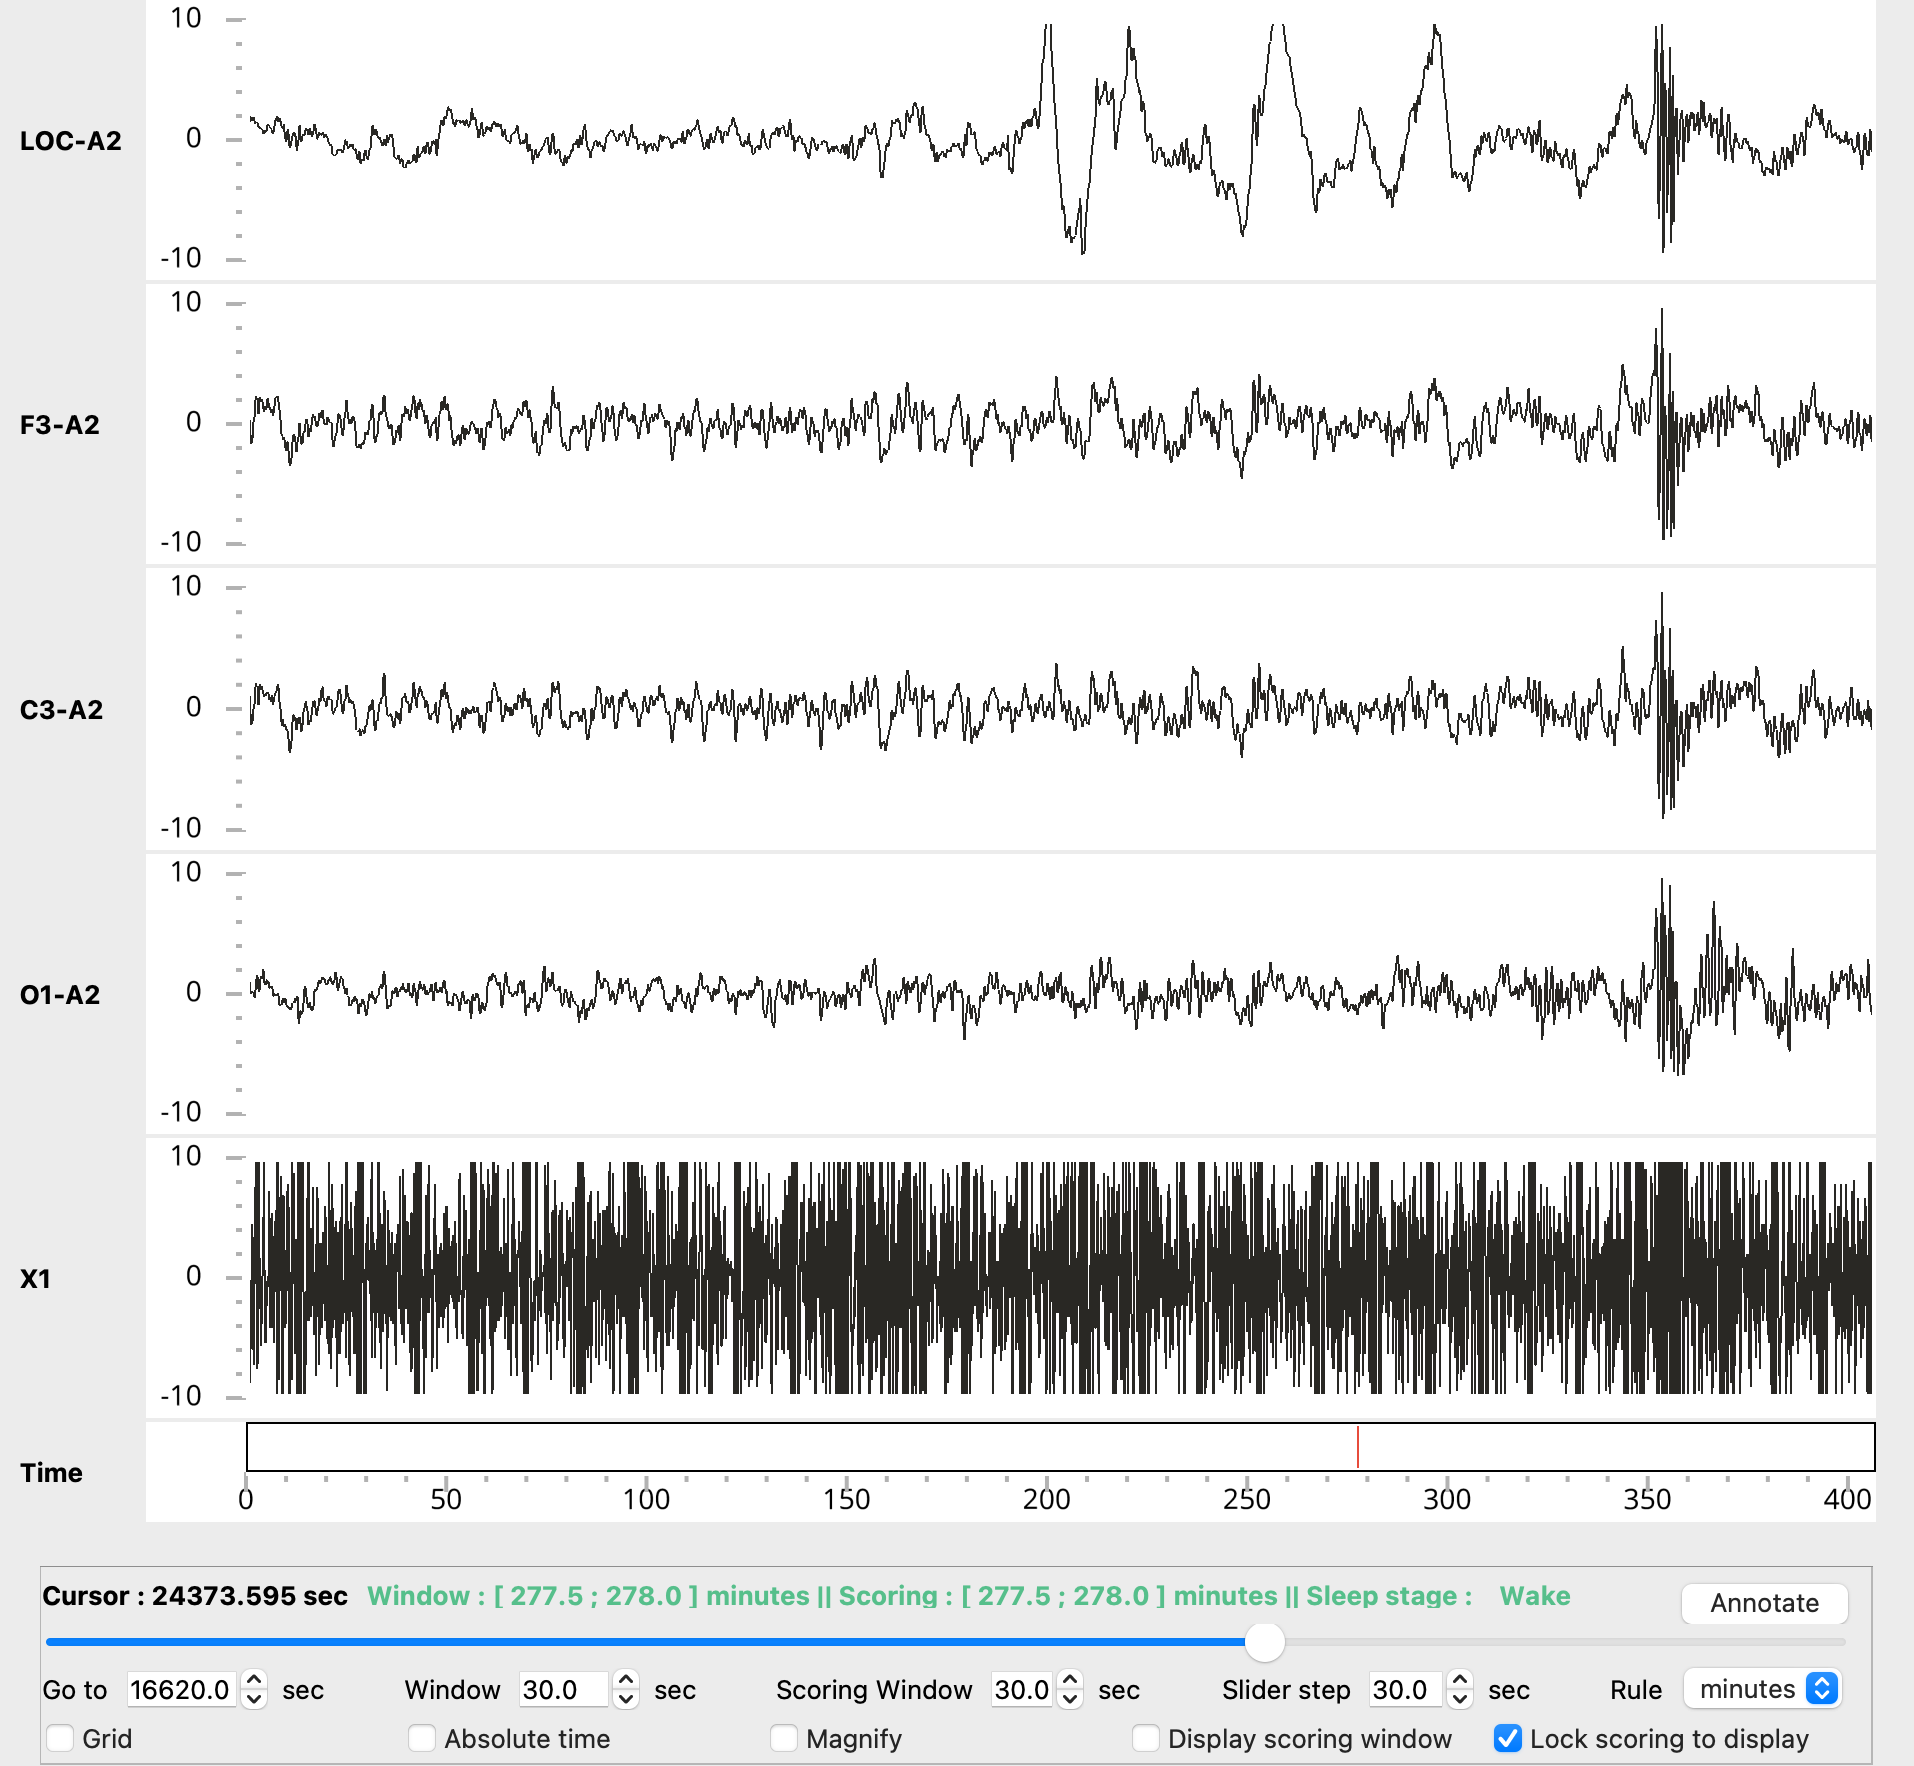 10
LOC-A2
0
-10
10
F3-A2
0
-10
10
C3-A2
0
-10
10
O1-A2
0
-10
10
X1
0
-10
Time
0 50 100 150 200 250 300 350 400
Cursor : 24373.595 sec Window : [ 277.5 ; 278.0 ] minutes || Scoring : [ 277.5 ; 278.0 ] minutes || Sleep stage : Wake Annotate
Go to 16620.0 sec Window 30.0 sec Scoring Window 30.0 sec Slider step 30.0 sec Rule minutes
Grid Absolute time Magnify Display scoring window Lock scoring to display